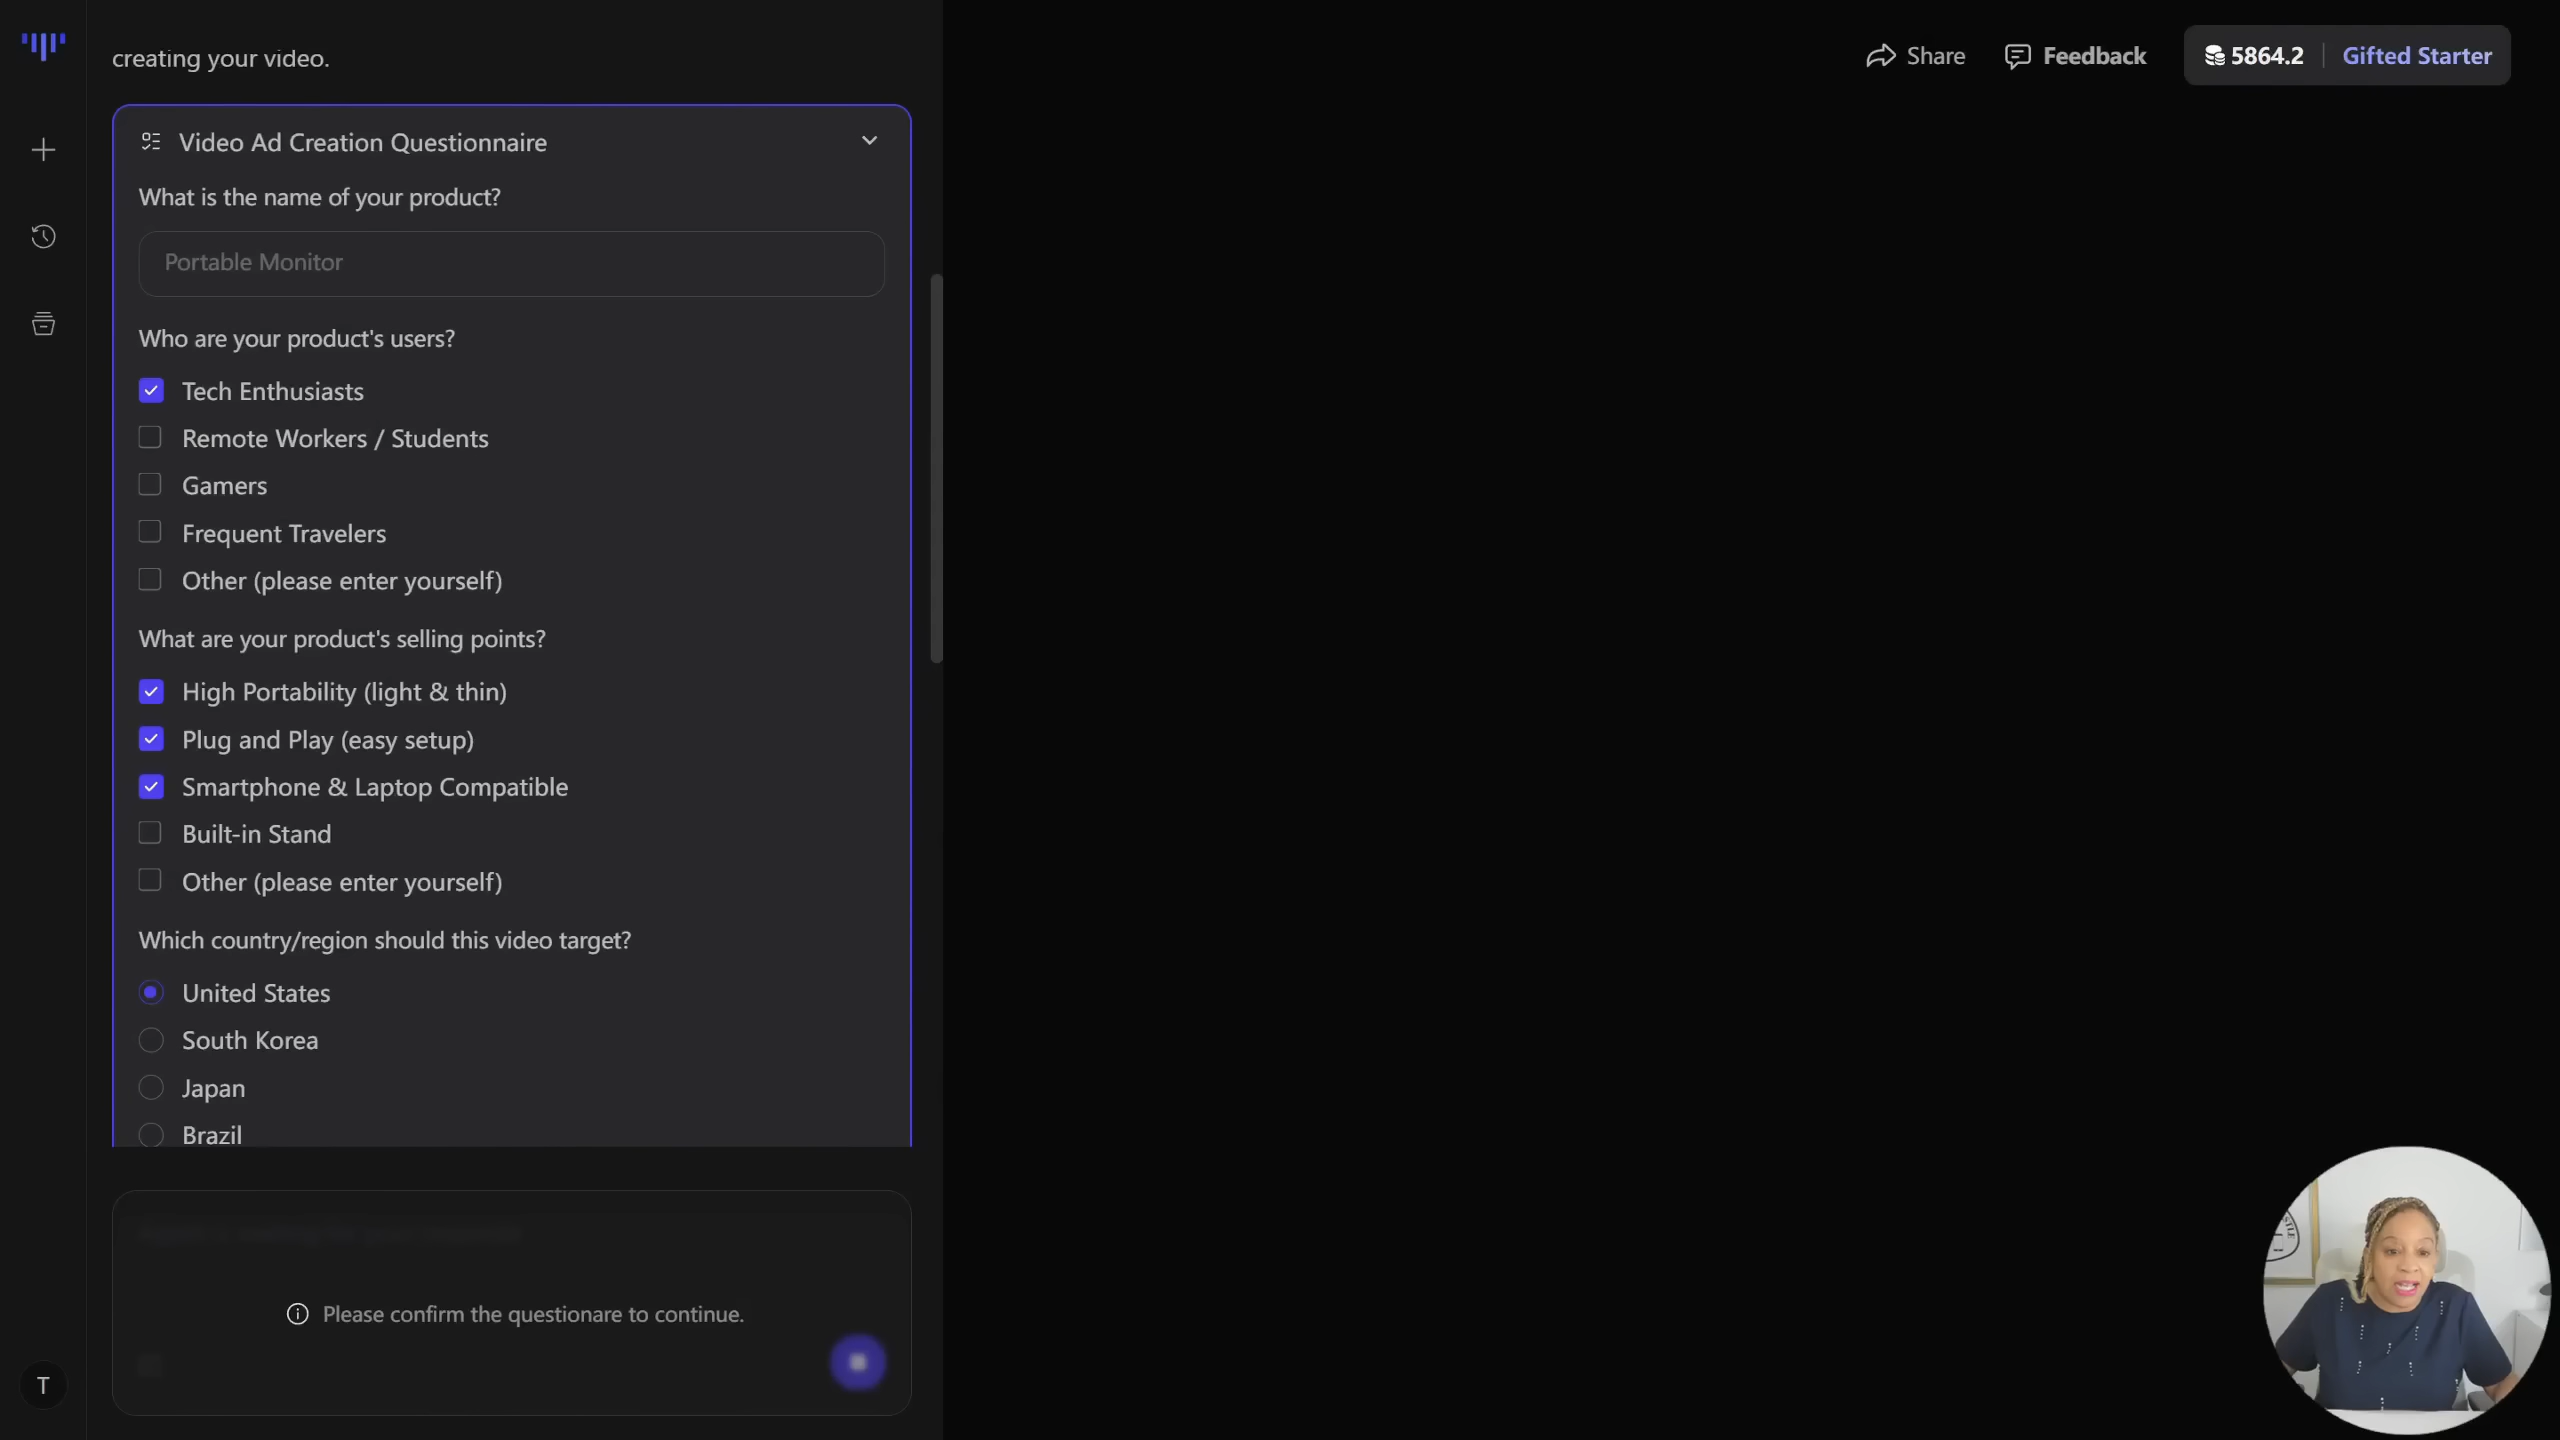 creating your video.
Share
Feedback
5864.2
Gifted Starter
Video Ad Creation Questionnaire
What is the name of your product?
Portable Monitor
Who are your product's users?
Tech Enthusiasts
Remote Workers / Students
Gamers
Frequent Travelers
Other (please enter yourself)
What are your product's selling points?
High Portability (light & thin)
Plug and Play (easy setup)
Smartphone & Laptop Compatible
Built-in Stand
Other (please enter yourself)
Which country/region should this video target?
United States
South Korea
Japan
Brazil
Please confirm the questionare to continue.
T